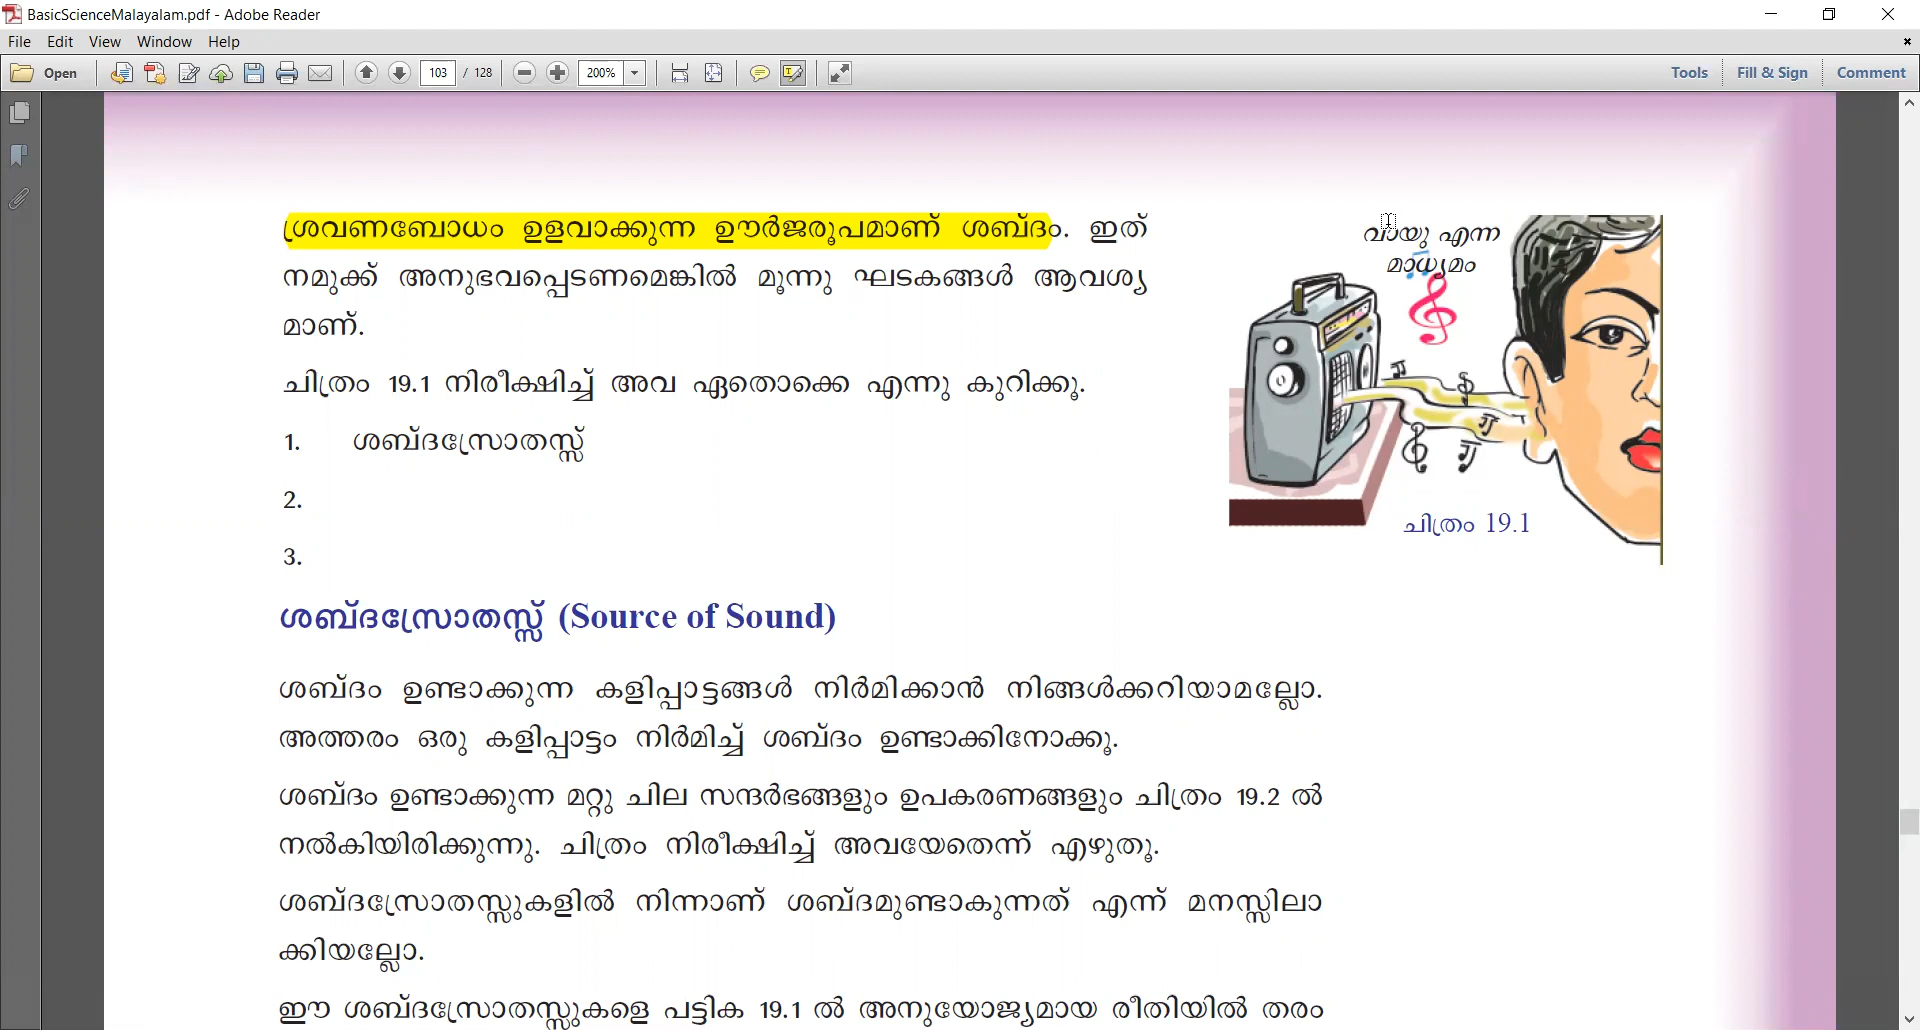 BasicScienceMalayalam.pdf - Adobe Reader
File Edit View Window Help
Open 103 / 128 200% Tools Fill & Sign Comment
ശ്രവണബോധം ഉളവാക്കുന്ന ഊർജരൂപമാണ് ശബ്ദം. ഇത്
നമുക്ക് അനുഭവപ്പെടണമെങ്കിൽ മൂന്നു ഘടകങ്ങൾ ആവശ്യ
മാണ്.
ചിത്രം 19.1 നിരീക്ഷിച്ച് അവ ഏതൊക്കെ എന്നു കുറിക്കൂ.
1. ശബ്ദസ്രോതസ്സ്
2.
3.
വായു എന്ന
മാധ്യമം
ചിത്രം 19.1
ശബ്ദസ്രോതസ്സ് (Source of Sound)
ശബ്ദം ഉണ്ടാക്കുന്ന കളിപ്പാട്ടങ്ങൾ നിർമിക്കാൻ നിങ്ങൾക്കറിയാമല്ലോ.
അത്തരം ഒരു കളിപ്പാട്ടം നിർമിച്ച് ശബ്ദം ഉണ്ടാക്കിനോക്കൂ.
ശബ്ദം ഉണ്ടാക്കുന്ന മറ്റു ചില സന്ദർഭങ്ങളും ഉപകരണങ്ങളും ചിത്രം 19.2 ൽ
നൽകിയിരിക്കുന്നു. ചിത്രം നിരീക്ഷിച്ച് അവയേതെന്ന് എഴുതൂ.
ശബ്ദസ്രോതസ്സുകളിൽ നിന്നാണ് ശബ്ദമുണ്ടാകുന്നത് എന്ന് മനസ്സിലാ
ക്കിയല്ലോ.
ഈ ശബ്ദസ്രോതസ്സുകളെ പട്ടിക 19.1 ൽ അനുയോജ്യമായ രീതിയിൽ തരം